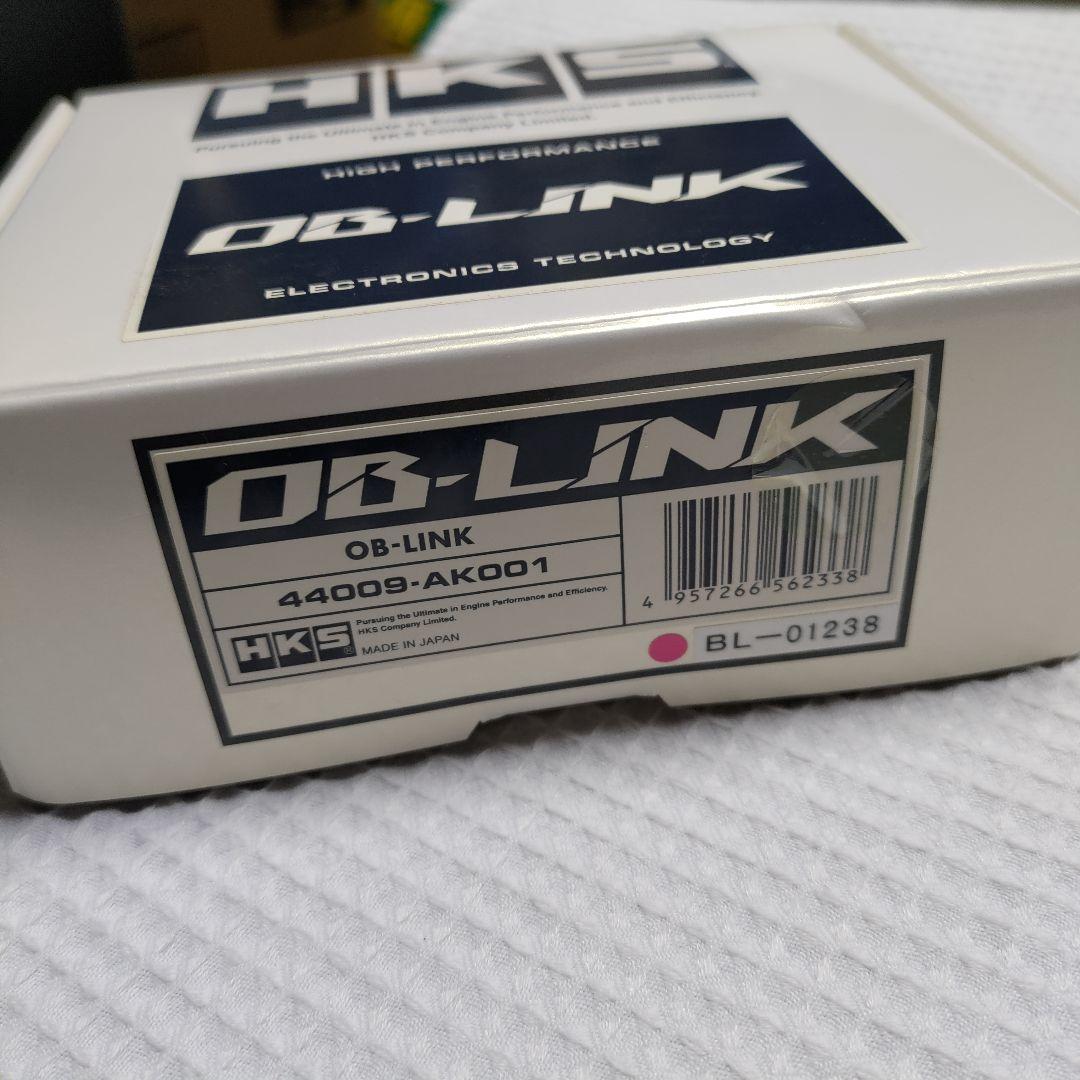 HKS
Pursuing the Ultimate in Engine Performance and Efficiency.
HKS Company Limited.
HIGH PERFORMANCE
OB-LINK
ELECTRONICS TECHNOLOGY
OB-LINK
OB-LINK
44009-AK001
HKS®
Pursuing the Ultimate in Engine Performance and Efficiency.
HKS Company Limited.
MADE IN JAPAN
4 957266 562338
BL-01238